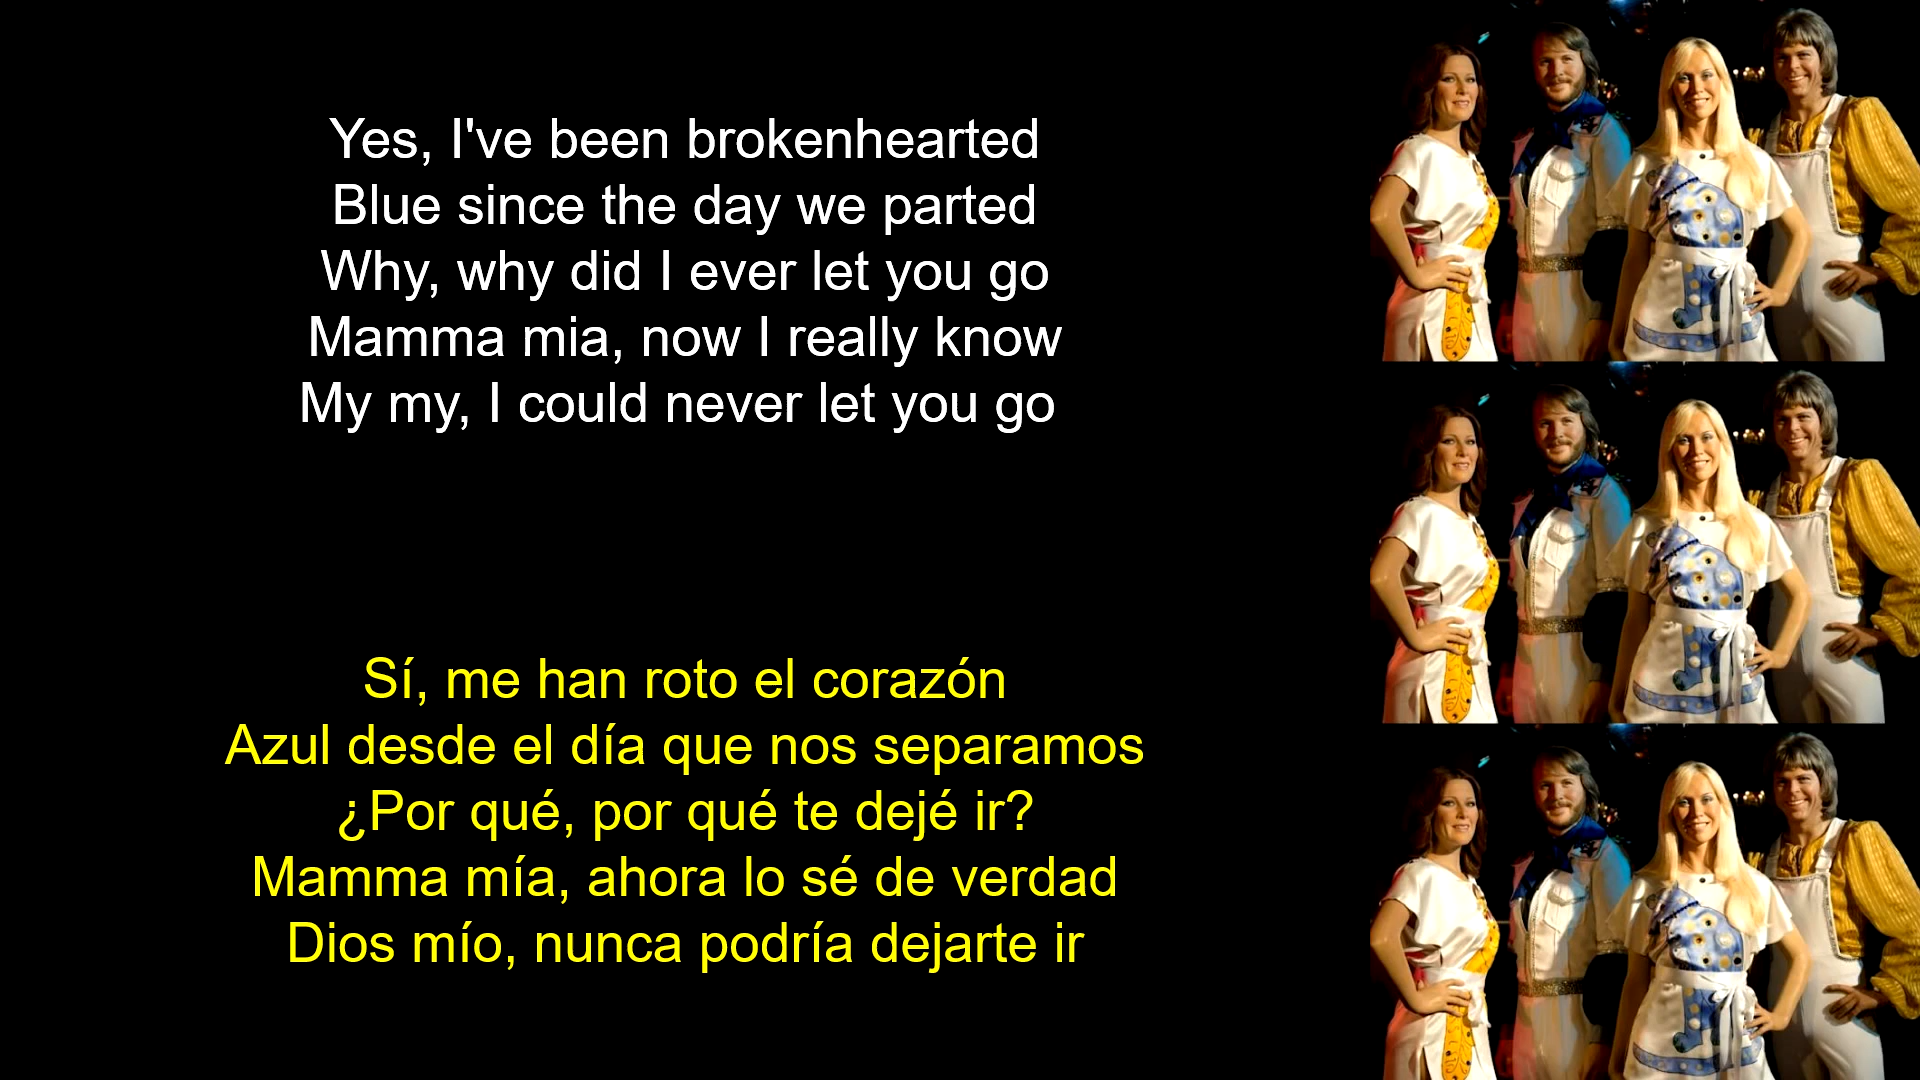 Yes, I've been brokenhearted
Blue since the day we parted
Why, why did I ever let you go
Mamma mia, now I really know
My my, I could never let you go
Sí, me han roto el corazón
Azul desde el día que nos separamos
¿Por qué, por qué te dejé ir?
Mamma mía, ahora lo sé de verdad
Dios mío, nunca podría dejarte ir